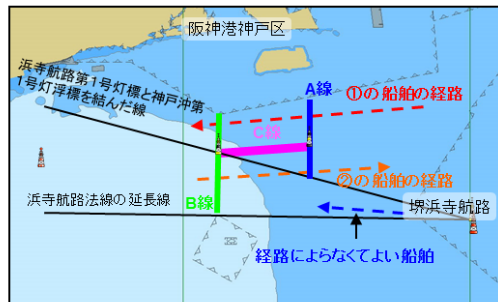 阪神港神戸区
浜寺航路第1号灯標と神戸沖第
1号灯浮標を結んだ線
A線
①の船舶の経路
C線
②の船舶の経路
B線
浜寺航路法線の延長線
堺浜寺航路
経路によらなくてよい船舶